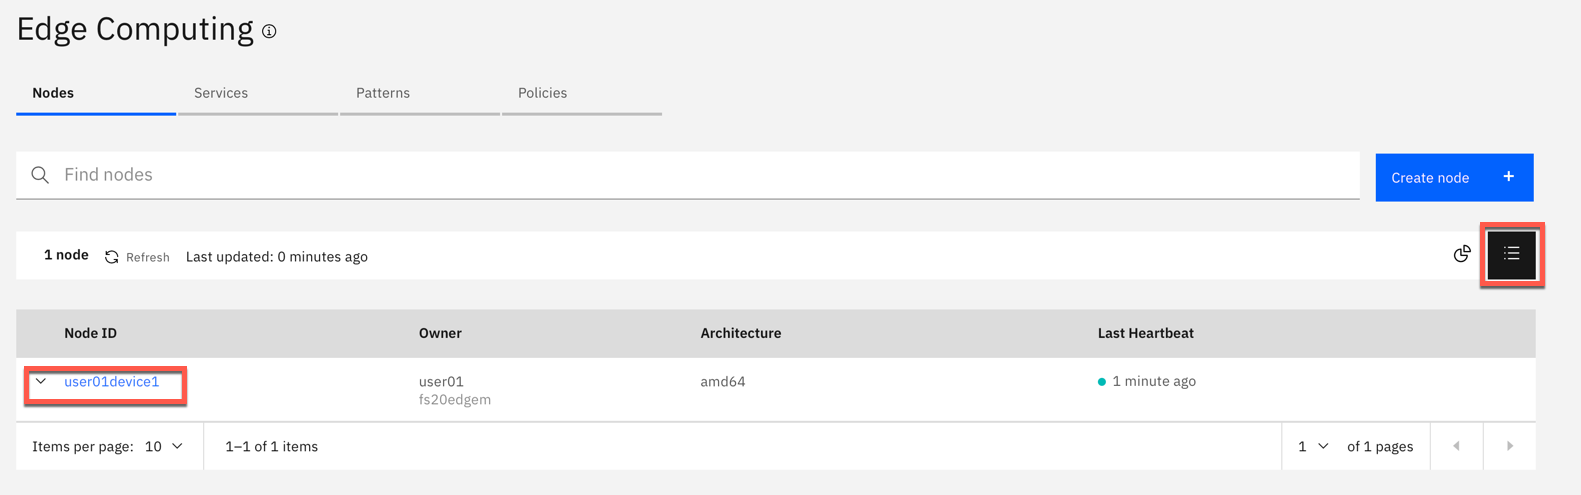 Edge Computing
Nodes Services Patterns Policies
Find nodes
Create node +
1 node Refresh Last updated: 0 minutes ago
Node ID Owner Architecture Last Heartbeat
user01device1 user01 amd64 1 minute ago
fs20edgem
Items per page: 10 1–1 of 1 items 1 of 1 pages